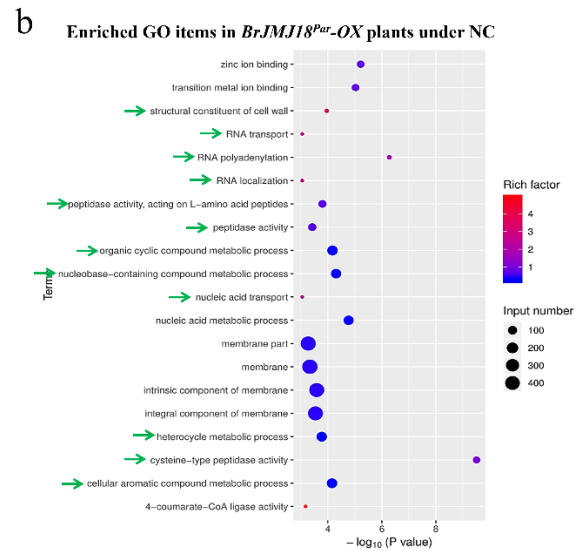 b
Enriched GO items in BrJMJ18ᴾᵃʳ-OX plants under NC
zinc ion binding
transition metal ion binding
structural constituent of cell wall
RNA transport
RNA polyadenylation
RNA localization
peptidase activity, acting on L−amino acid peptides
peptidase activity
organic cyclic compound metabolic process
nucleobase−containing compound metabolic process
nucleic acid transport
nucleic acid metabolic process
membrane part
membrane
intrinsic component of membrane
integral component of membrane
heterocycle metabolic process
cysteine−type peptidase activity
cellular aromatic compound metabolic process
4−coumarate−CoA ligase activity
Terms
4 6 8
− log₁₀ (P value)
Rich factor
4
3
2
1
Input number
100
200
300
400